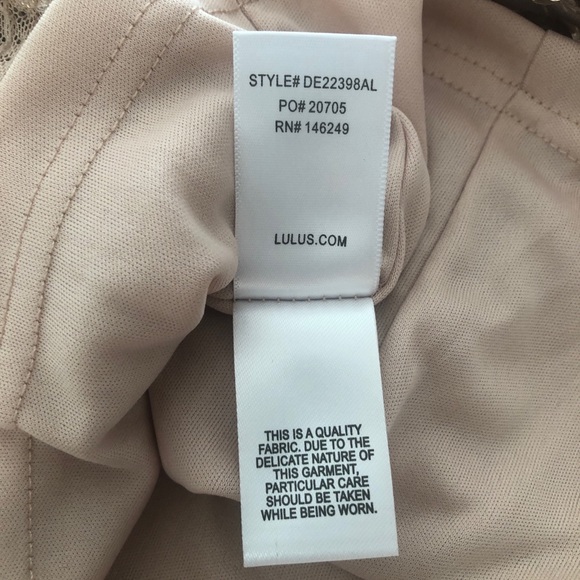 STYLE# DE22398AL
PO# 20705
RN# 146249
LULUS.COM
THIS IS A QUALITY
FABRIC. DUE TO THE
DELICATE NATURE OF
THIS GARMENT,
PARTICULAR CARE
SHOULD BE TAKEN
WHILE BEING WORN.